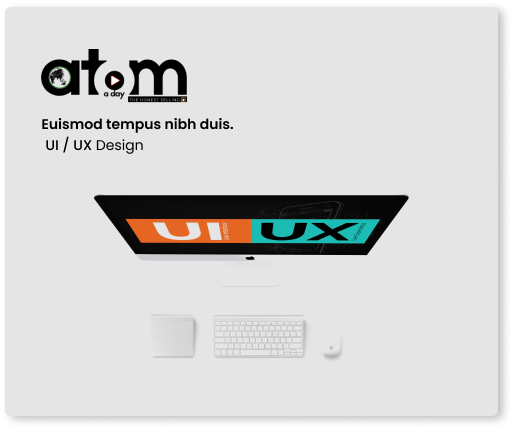 atom
a day
THE HONEST SELLING
Euismod tempus nibh duis.
UI / UX Design
UI UX